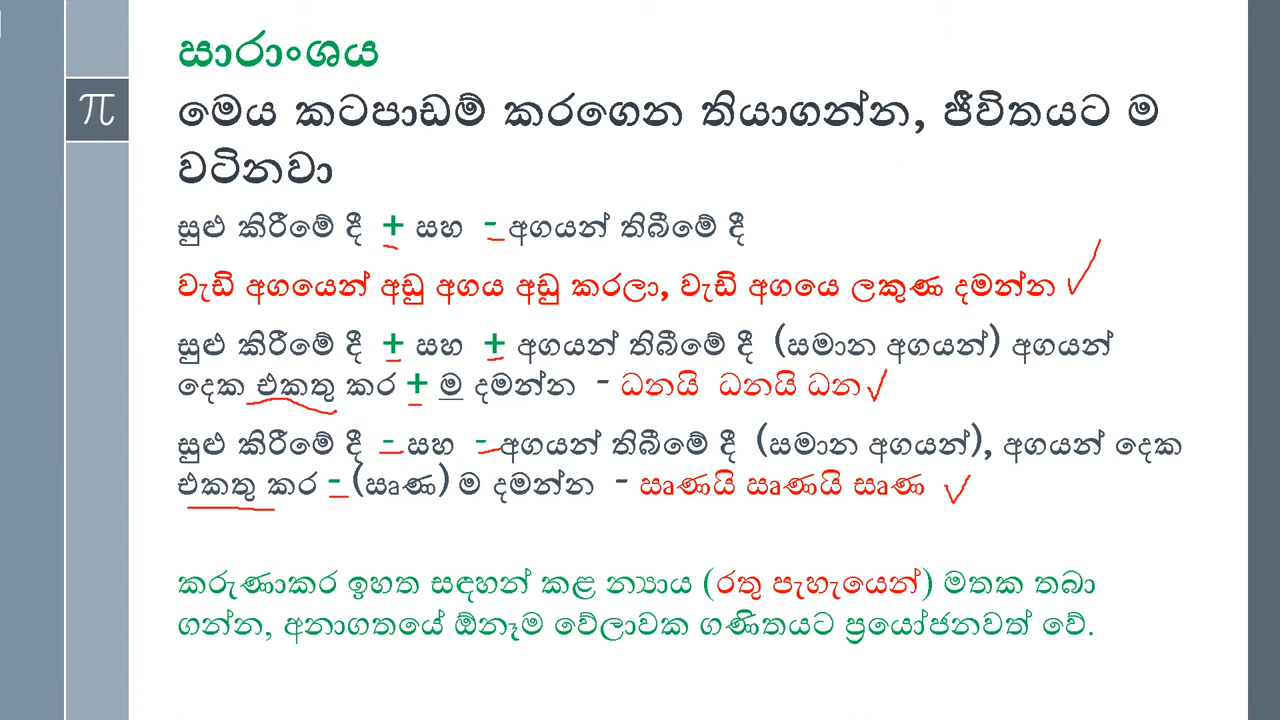 සාරාංශය
π
මෙය කටපාඩම් කරගෙන තියාගන්න, ජීවිතයට ම
වටිනවා
සුළු කිරීමේ දී + සහ - අගයන් තිබීමේ දී
වැඩි අගයෙන් අඩු අගය අඩු කරලා, වැඩි අගයෙ ලකුණ දමන්න
සුළු කිරීමේ දී + සහ + අගයන් තිබීමේ දී (සමාන අගයන්) අගයන්
දෙක එකතු කර + ම දමන්න - ධනයි ධනයි ධන
සුළු කිරීමේ දී - සහ - අගයන් තිබීමේ දී (සමාන අගයන්), අගයන් දෙක
එකතු කර - (සෘණ) ම දමන්න - සෘණයි සෘණයි සෘණ
කරුණාකර ඉහත සඳහන් කළ න්‍යාය (රතු පැහැයෙන්) මතක තබා
ගන්න, අනාගතයේ ඕනෑම වේලාවක ගණිතයට ප්‍රයෝජනවත් වේ.